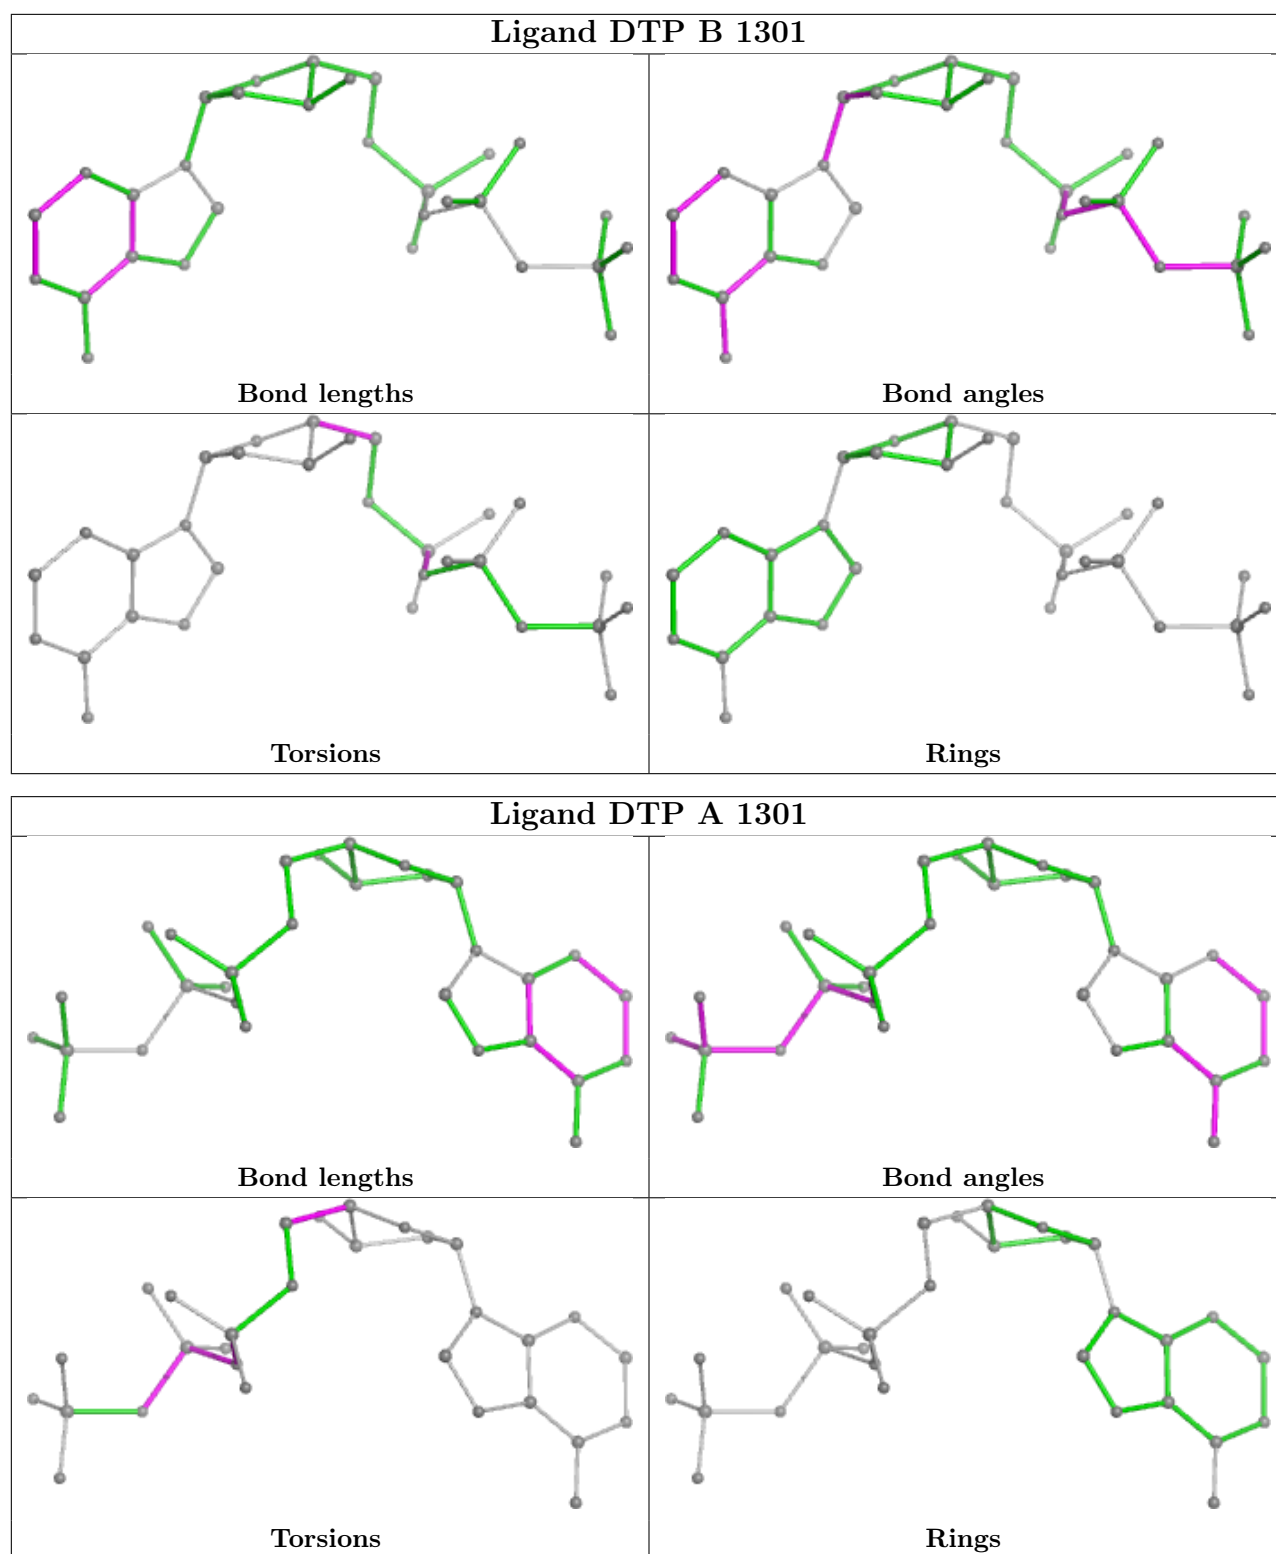 Ligand DTP B 1301
Bond lengths
Bond angles
Torsions
Rings
Ligand DTP A 1301
Bond lengths
Bond angles
Torsions
Rings